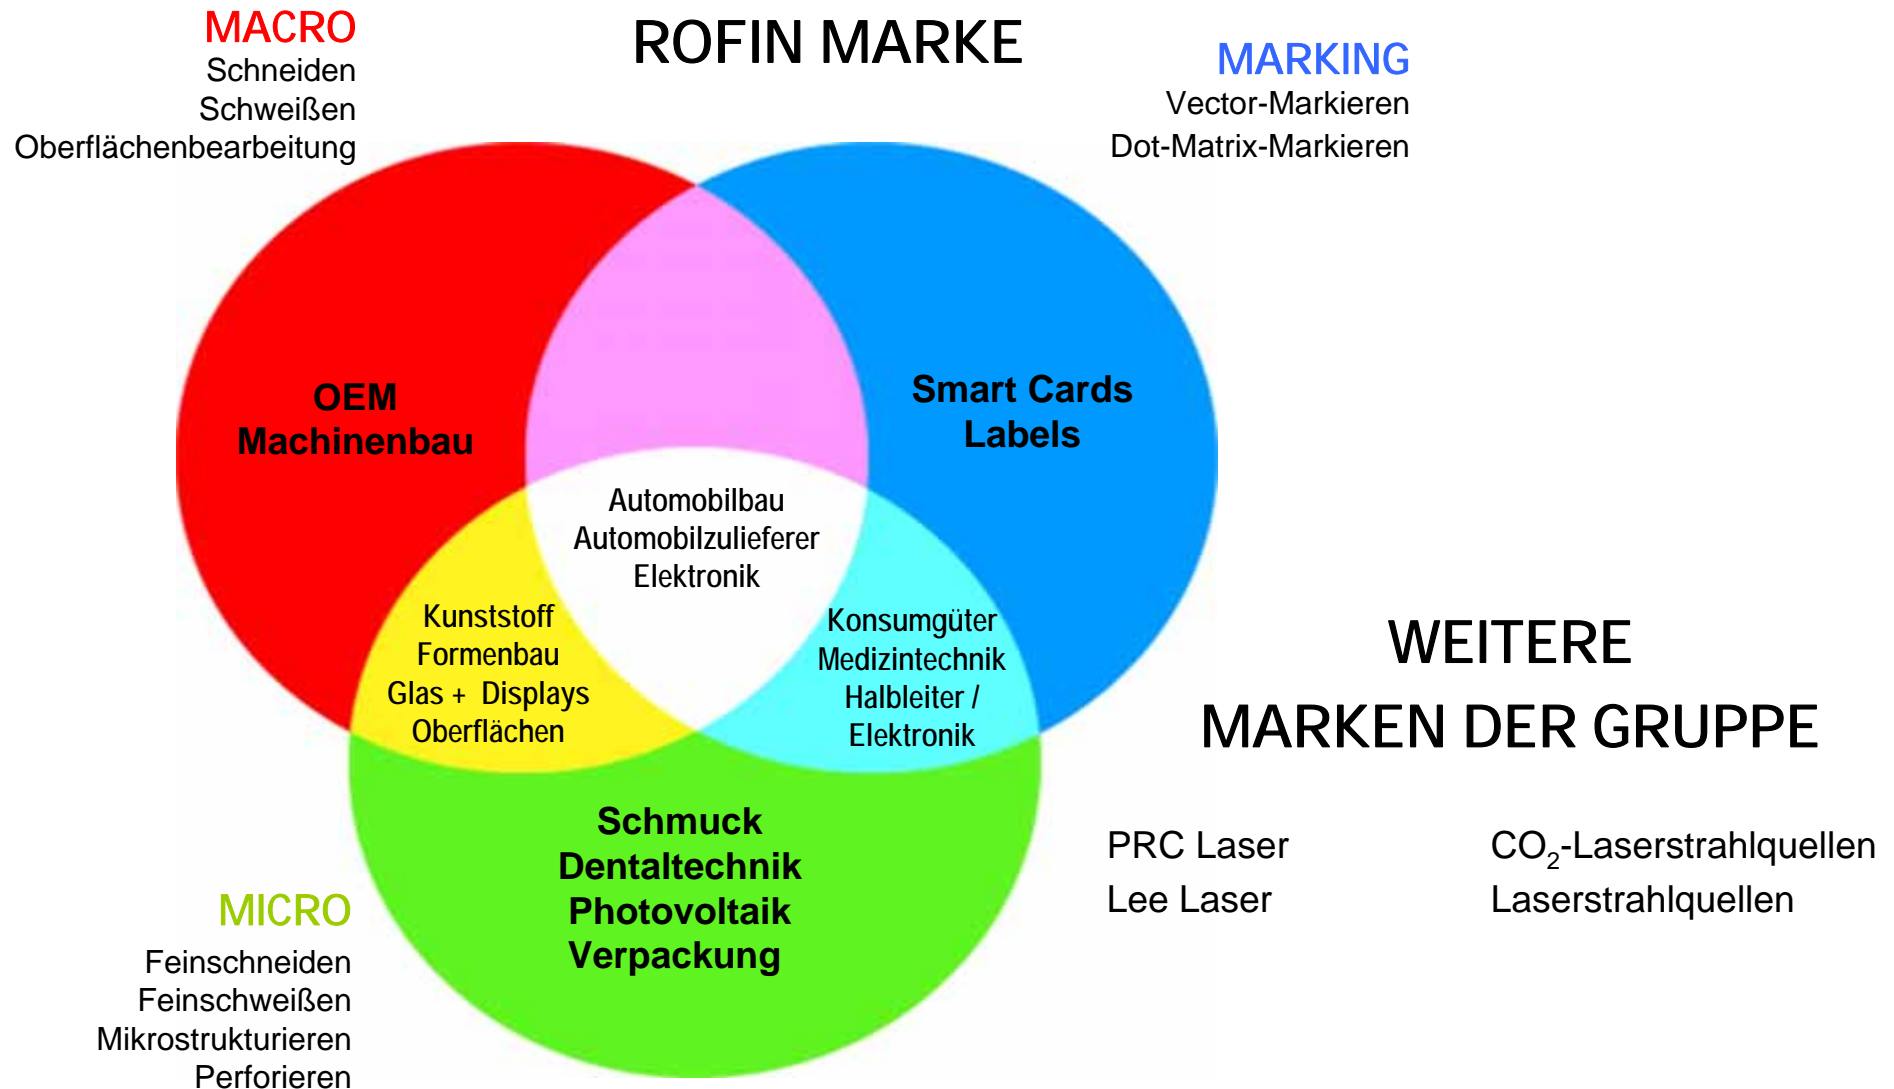 ROFIN MARKE
MACRO
Schneiden
Schweißen
Oberflächenbearbeitung
MARKING
Vector-Markieren
Dot-Matrix-Markieren
OEM
Machinenbau
Smart Cards
Labels
Automobilbau
Automobilzulieferer
Elektronik
Kunststoff
Formenbau
Glas + Displays
Oberflächen
Konsumgüter
Medizintechnik
Halbleiter /
Elektronik
Schmuck
Dentaltechnik
Photovoltaik
Verpackung
MICRO
Feinschneiden
Feinschweißen
Mikrostrukturieren
Perforieren
WEITERE
MARKEN DER GRUPPE
PRC Laser CO₂-Laserstrahlquellen
Lee Laser Laserstrahlquellen